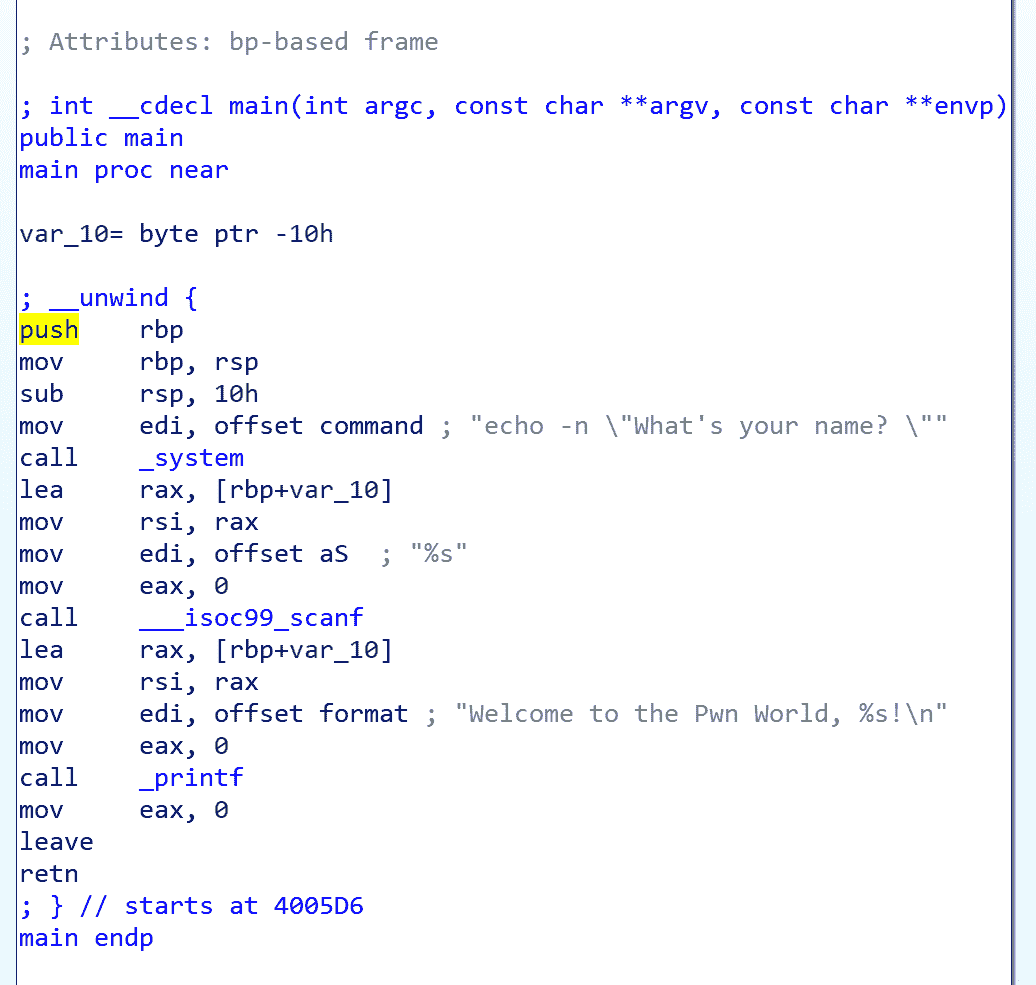 ; Attributes: bp-based frame
; int __cdecl main(int argc, const char **argv, const char **envp)
public main
main proc near
var_10= byte ptr -10h
; __unwind {
push    rbp
mov     rbp, rsp
sub     rsp, 10h
mov     edi, offset command ; "echo -n \"What's your name? \""
call    _system
lea     rax, [rbp+var_10]
mov     rsi, rax
mov     edi, offset aS  ; "%s"
mov     eax, 0
call    ___isoc99_scanf
lea     rax, [rbp+var_10]
mov     rsi, rax
mov     edi, offset format ; "Welcome to the Pwn World, %s!\n"
mov     eax, 0
call    _printf
mov     eax, 0
leave
retn
; } // starts at 4005D6
main endp